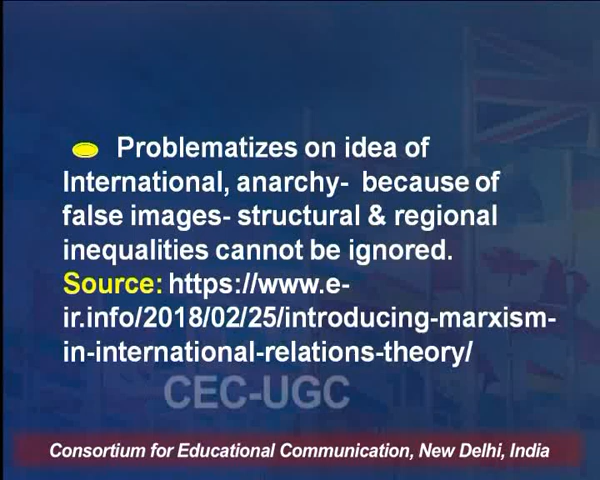 Problematizes on idea of
International, anarchy- because of
false images- structural & regional
inequalities cannot be ignored.
Source: https://www.e-
ir.info/2018/02/25/introducing-marxism-
in-international-relations-theory/
CEC-UGC
Consortium for Educational Communication, New Delhi, India